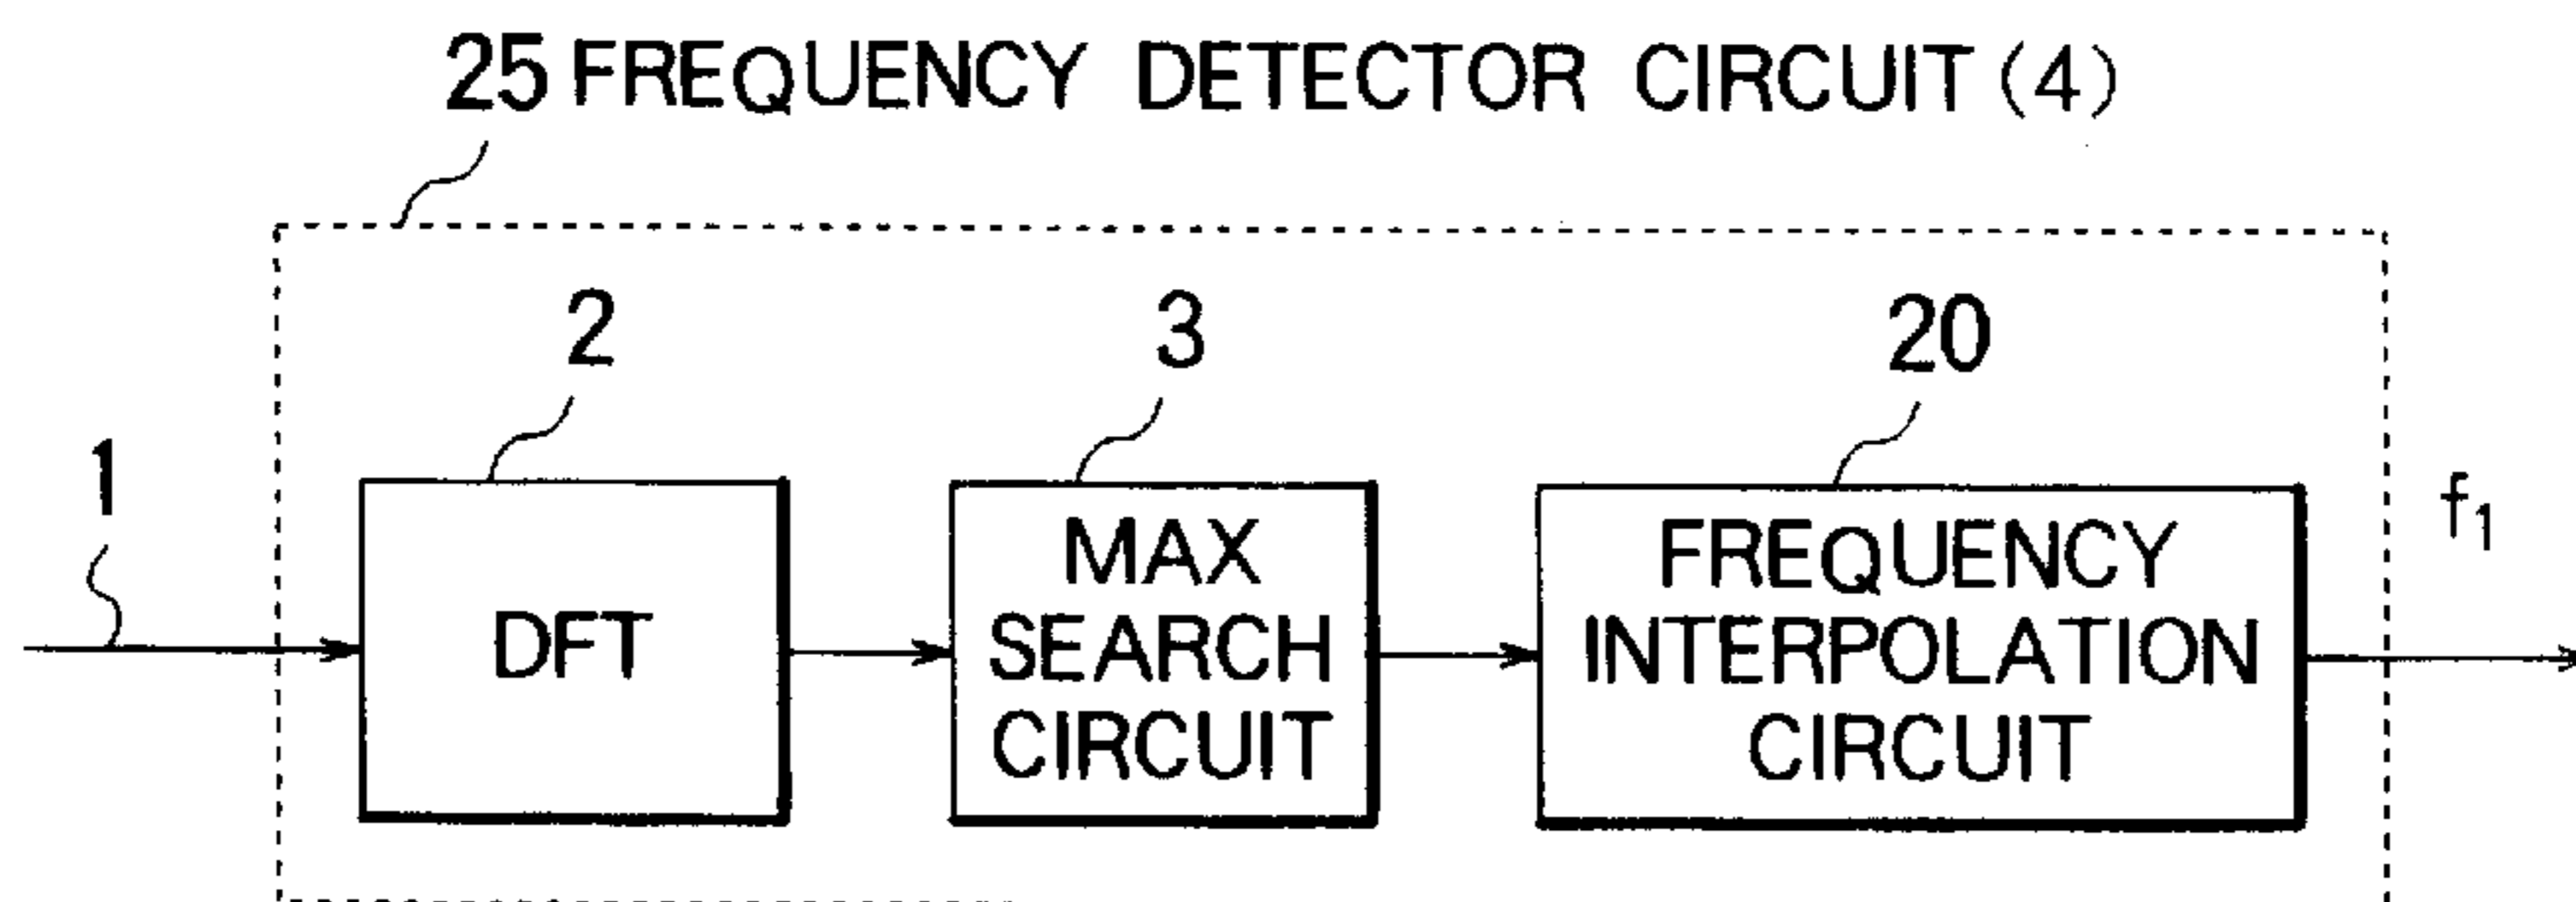 25 FREQUENCY DETECTOR CIRCUIT (4)
2
3
20
1
f₁
DFT
MAX
SEARCH
CIRCUIT
FREQUENCY
INTERPOLATION
CIRCUIT